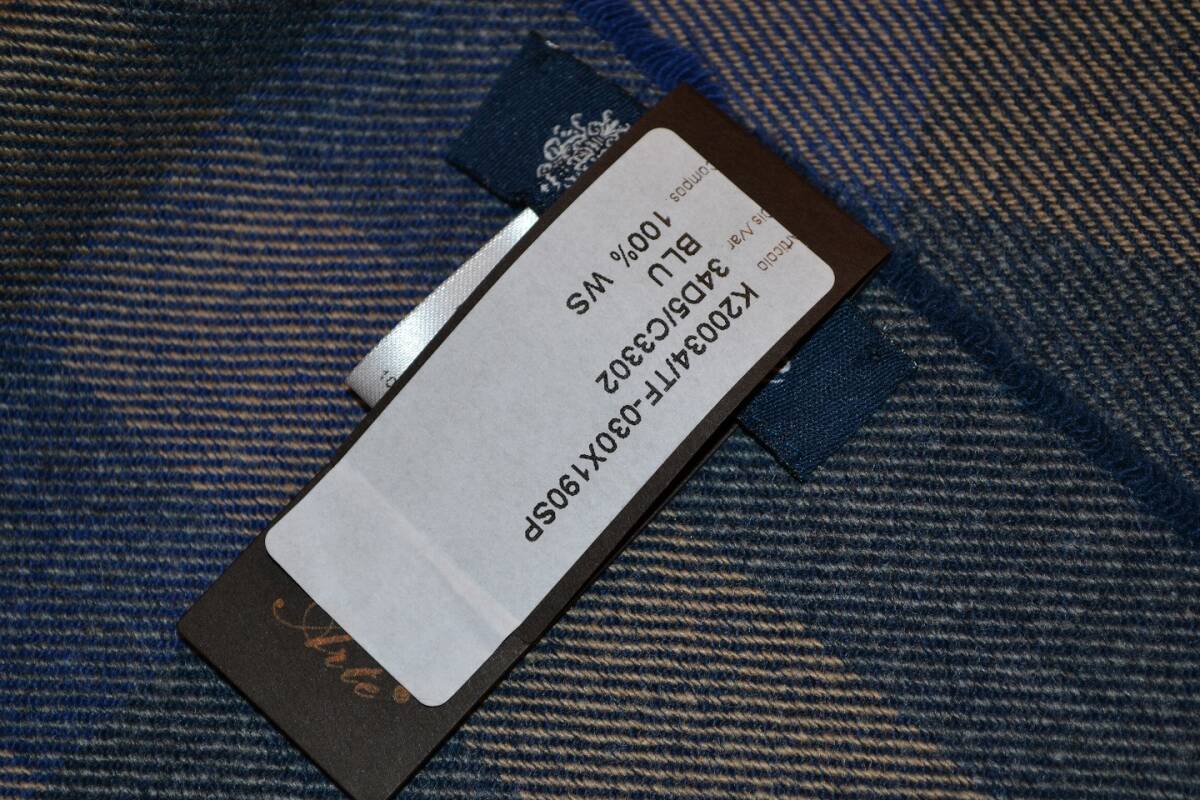 Articolo K20034/TF-030X190SP
Dis./Var 34D5/C3302
BLU
Compos. 100% WS
Arte